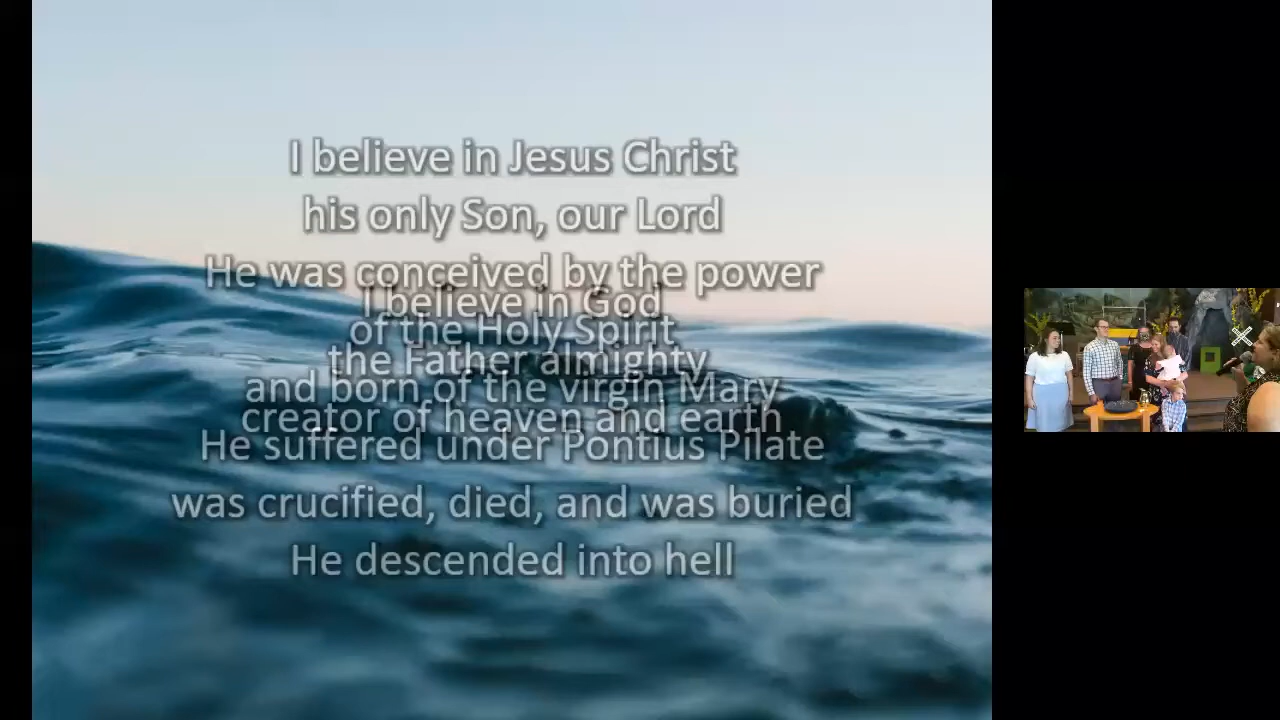 I believe in Jesus Christ
his only Son, our Lord
He was conceived by the power
I believe in God
of the Holy Spirit
the Father almighty
and born of the virgin Mary
creator of heaven and earth
He suffered under Pontius Pilate
was crucified, died, and was buried
He descended into hell